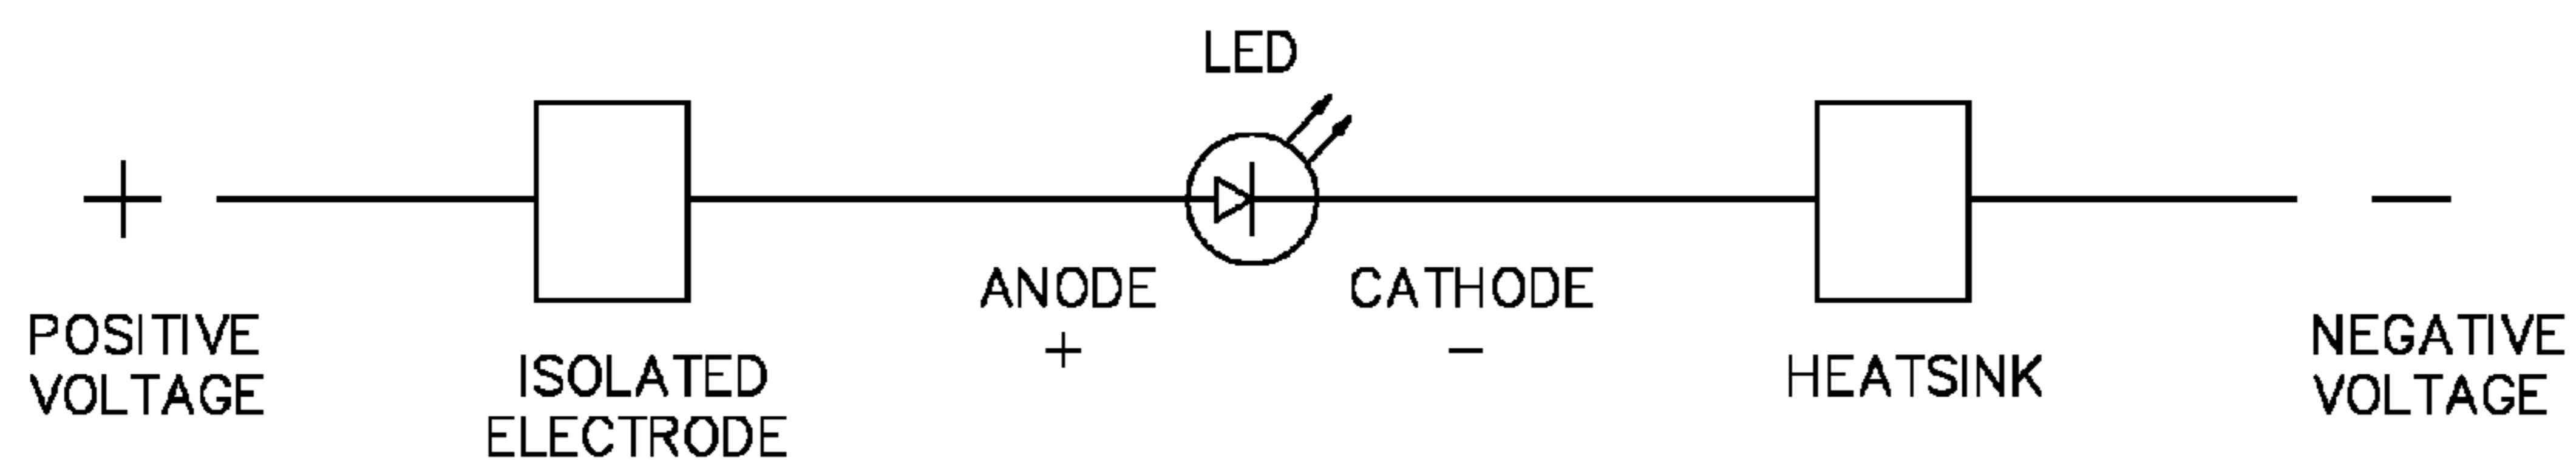 LED
+
-
ANODE
CATHODE
+
-
POSITIVE
VOLTAGE
ISOLATED
ELECTRODE
HEATSINK
NEGATIVE
VOLTAGE